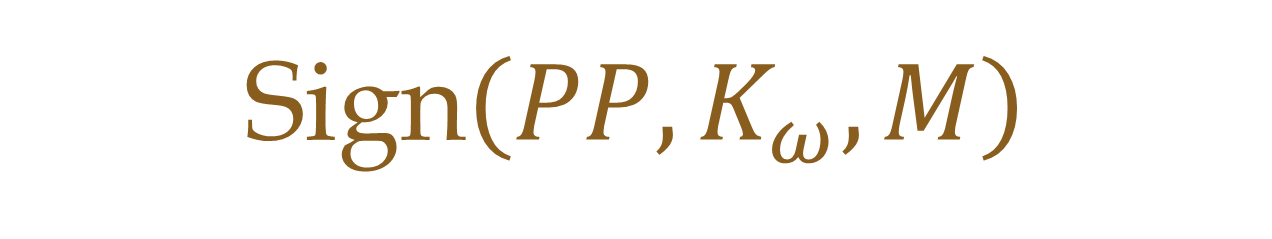 Sign(PP, K_ω, M)